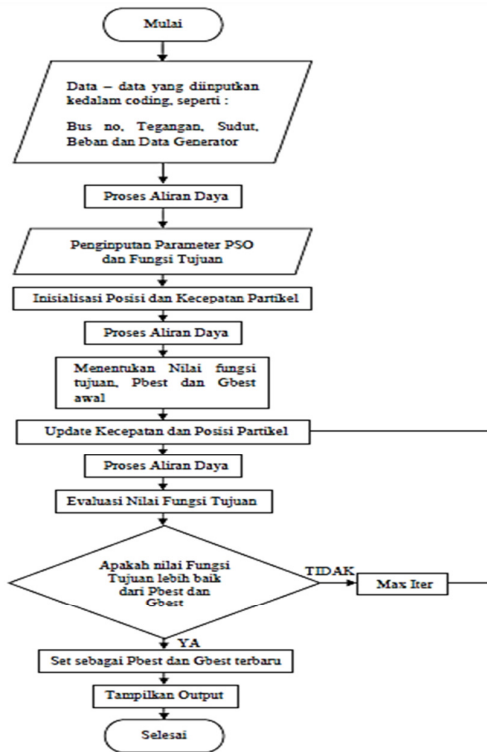 Mulai
Data – data yang diinputkan
kedalam coding, seperti :
Bus no, Tegangan, Sudut,
Beban dan Data Generator
Proses Aliran Daya
Penginputan Parameter PSO
dan Fungsi Tujuan
Inisialisasi Posisi dan Kecepatan Partikel
Proses Aliran Daya
Menentukan Nilai fungsi
tujuan, Pbest dan Gbest
awal
Update Kecepatan dan Posisi Partikel
Proses Aliran Daya
Evaluasi Nilai Fungsi Tujuan
Apakah nilai Fungsi
Tujuan lebih baik
dari Pbest dan
Gbest
TIDAK
Max Iter
YA
Set sebagai Pbest dan Gbest terbaru
Tampilkan Output
Selesai